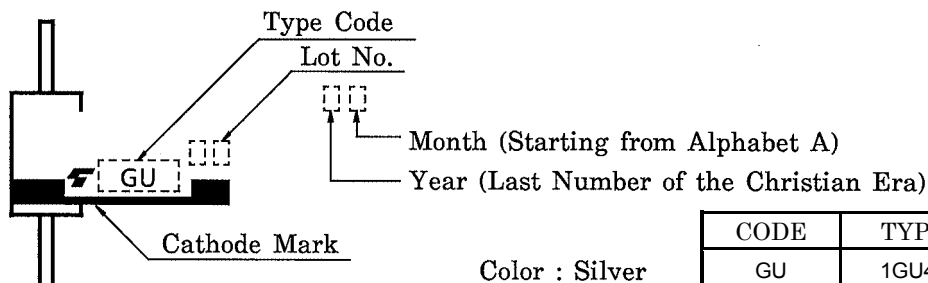 Type Code
Lot No.
Month (Starting from Alphabet A)
GU
Year (Last Number of the Christian Era)
Cathode Mark
Color : Silver
CODE
GU